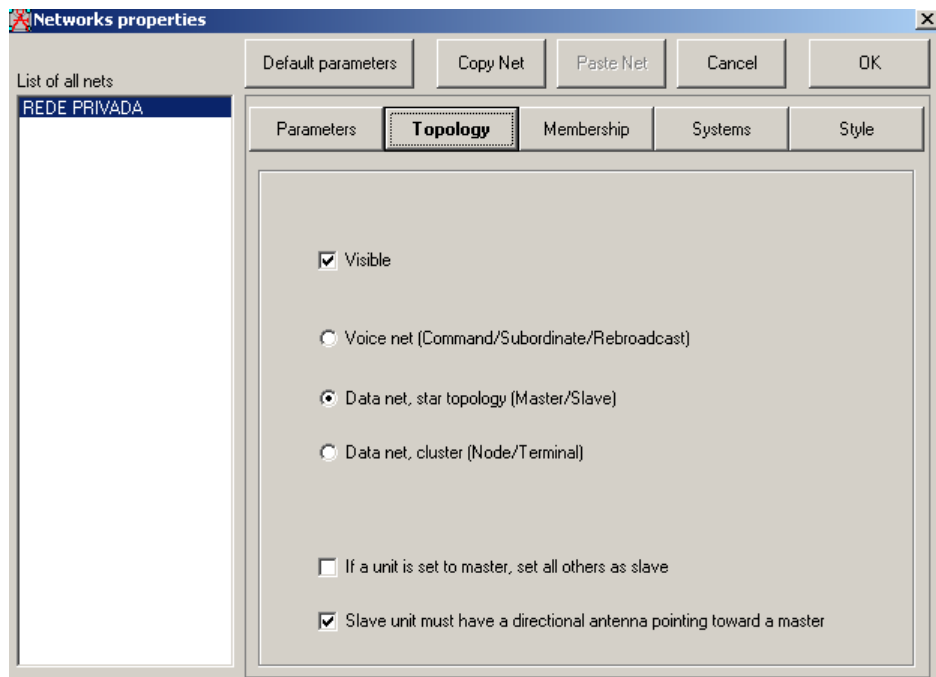 Networks properties
List of all nets
REDE PRIVADA
Default parameters
Copy Net
Paste Net
Cancel
OK
Parameters
Topology
Membership
Systems
Style
Visible
Voice net (Command/Subordinate/Rebroadcast)
Data net, star topology (Master/Slave)
Data net, cluster (Node/Terminal)
If a unit is set to master, set all others as slave
Slave unit must have a directional antenna pointing toward a master